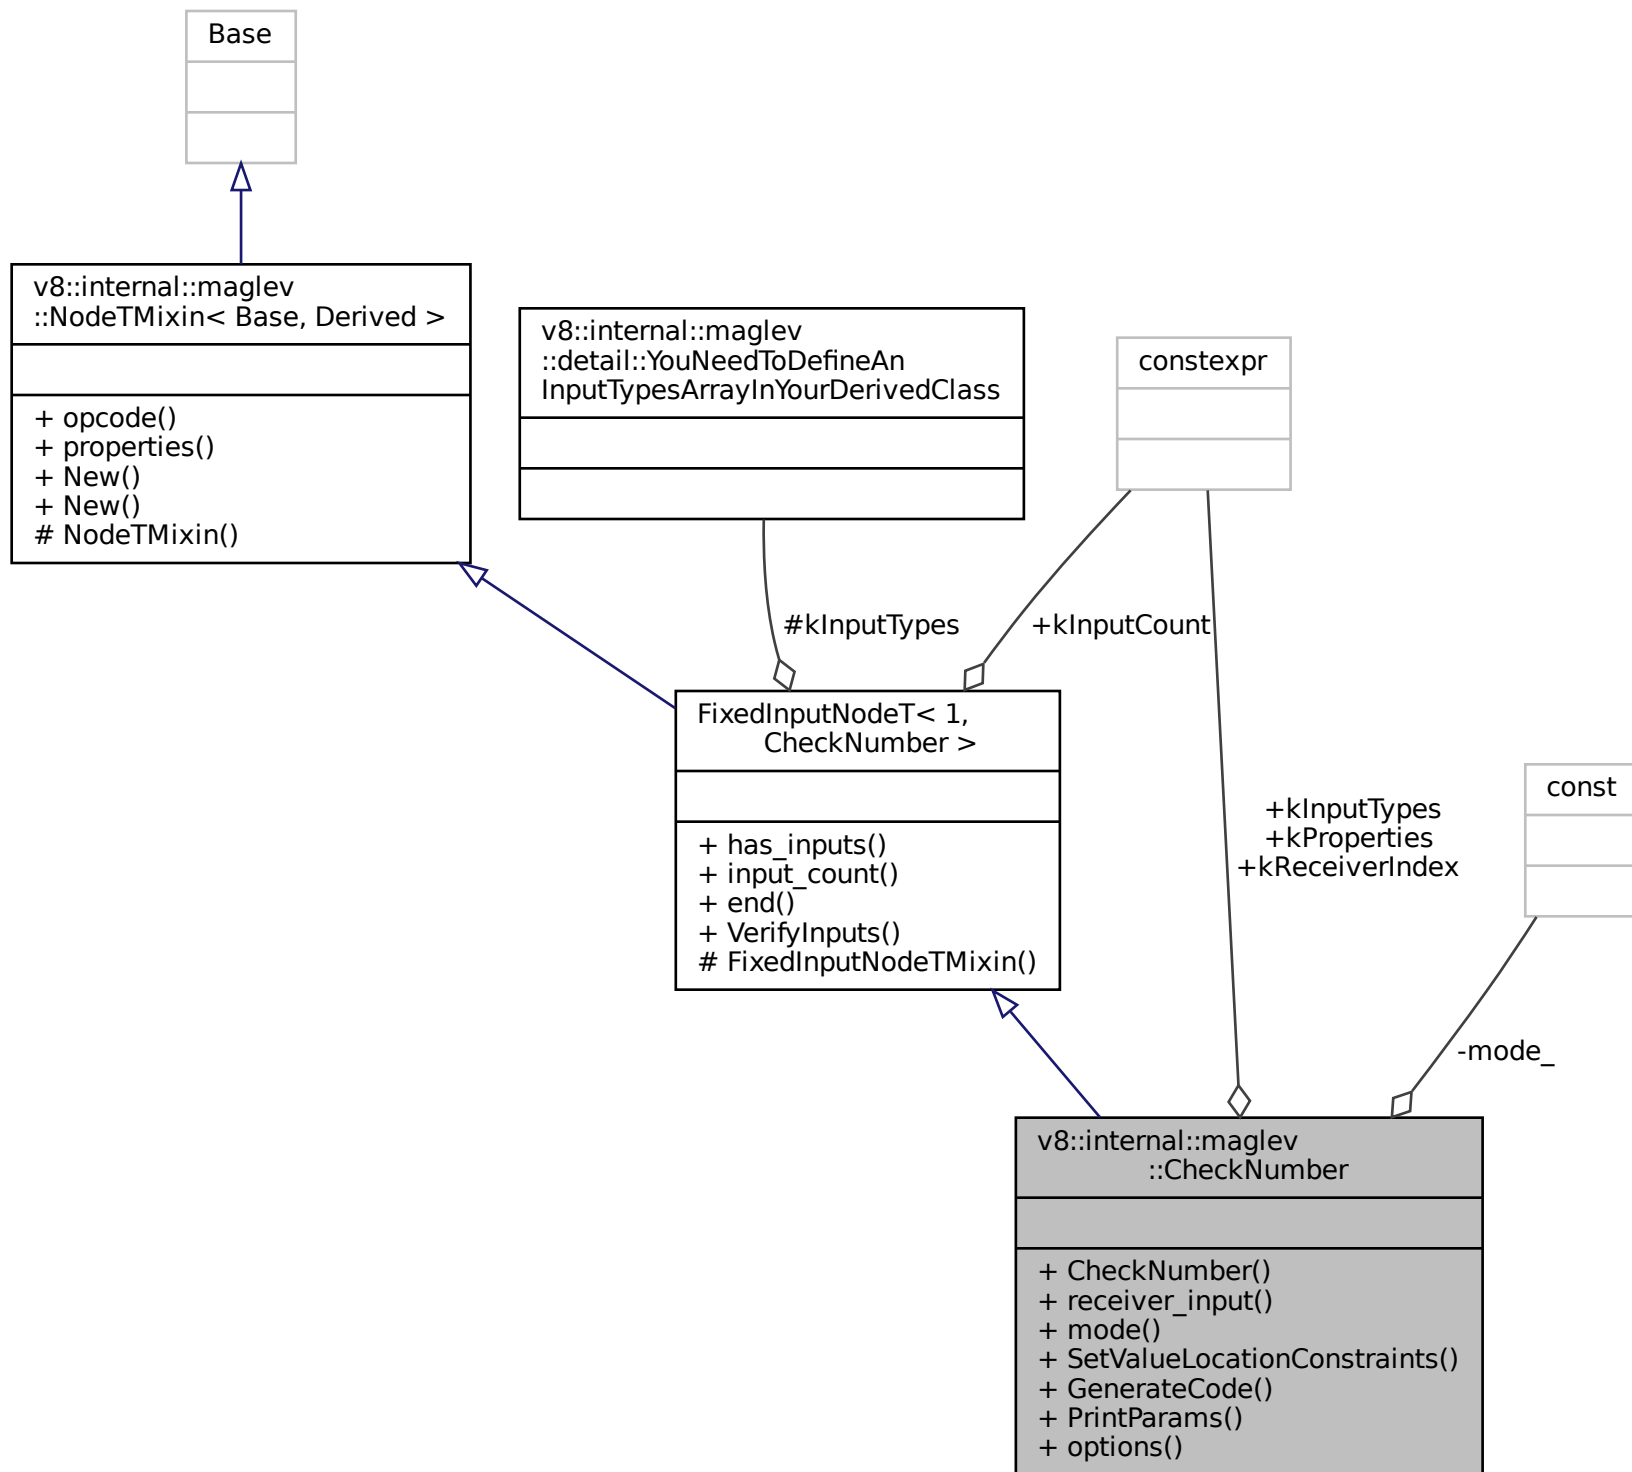 Base
v8::internal::maglev
::NodeTMixin< Base, Derived >
+ opcode()
+ properties()
+ New()
+ New()
# NodeTMixin()
v8::internal::maglev
::detail::YouNeedToDefineAn
InputTypesArrayInYourDerivedClass
constexpr
#kInputTypes
+kInputCount
FixedInputNodeT< 1,
CheckNumber >
+ has_inputs()
+ input_count()
+ end()
+ VerifyInputs()
# FixedInputNodeTMixin()
const
+kInputTypes
+kProperties
+kReceiverIndex
-mode_
v8::internal::maglev
::CheckNumber
+ CheckNumber()
+ receiver_input()
+ mode()
+ SetValueLocationConstraints()
+ GenerateCode()
+ PrintParams()
+ options()